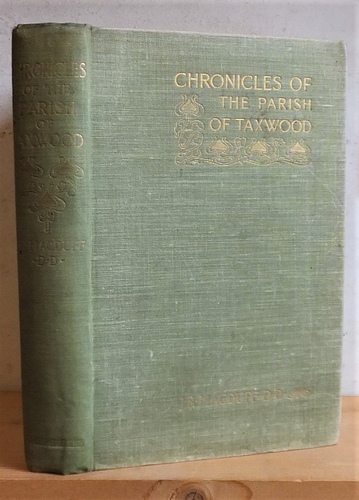 CHRONICLES OF
THE PARISH
OF TAXWOOD
CHRONICLES
OF THE
PARISH
OF
TAXWOOD
D.D.